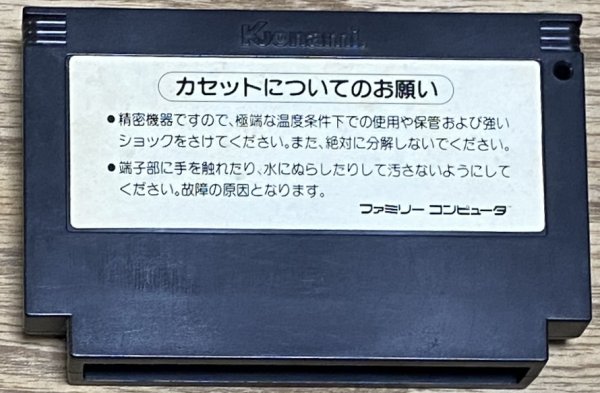 Konami
カセットについてのお願い
●精密機器ですので、極端な温度条件下での使用や保管および強い
ショックをさけてください。また、絶対に分解しないでください。
●端子部に手を触れたり、水にぬらしたりして汚さないようにして
ください。故障の原因となります。
ファミリー コンピュータ™